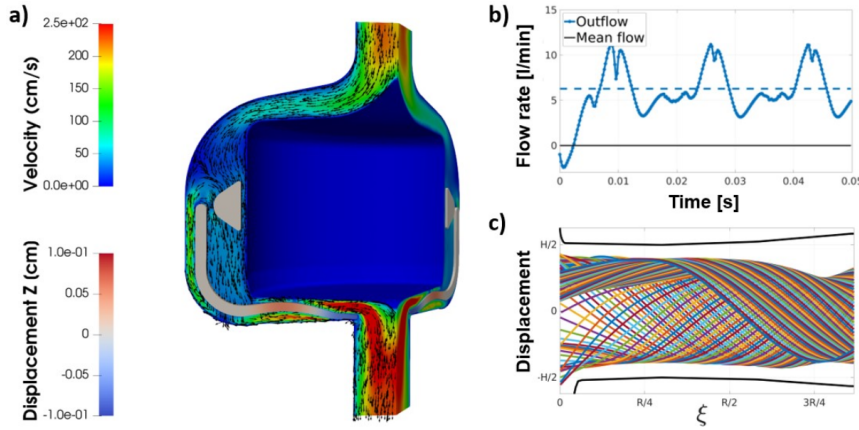 a)
Velocity (cm/s)
2.5e+02
200
150
100
50
0.0e+00
Displacement Z (cm)
1.0e-01
0.05
0
-0.05
-1.0e-01
b)
Flow rate [l/min]
15
10
5
0
Outflow
Mean flow
0
0.01
0.02
0.03
0.04
0.05
Time [s]
c)
Displacement
H/2
0
-H/2
0
R/4
R/2
3R/4
ξ